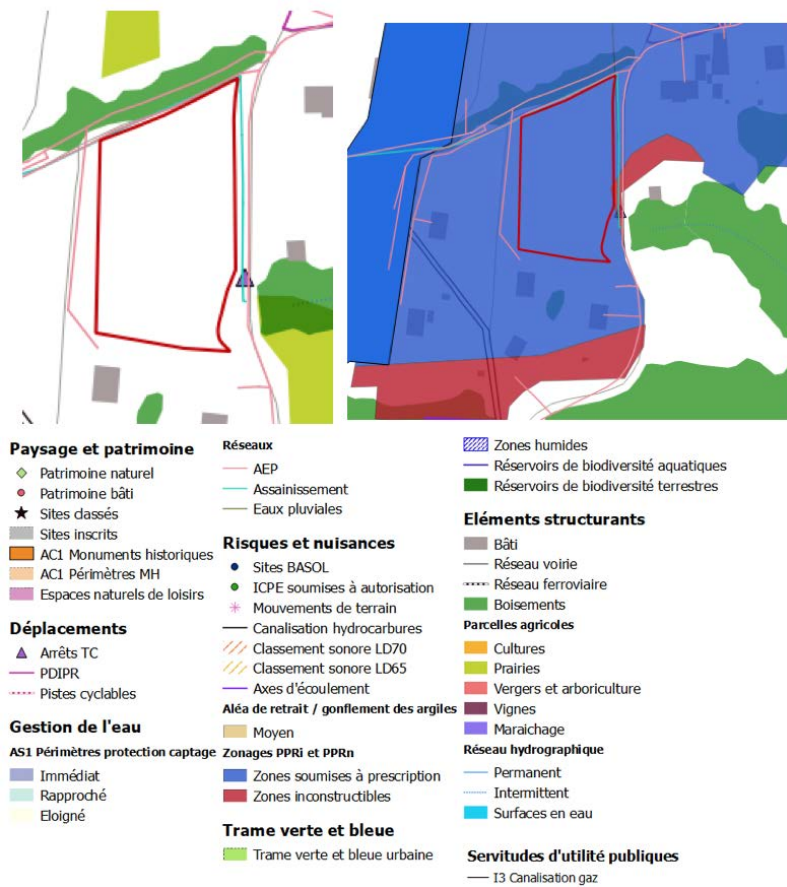 Paysage et patrimoine
Patrimoine naturel
Patrimoine bâti
Sites classés
Sites inscrits
AC1 Monuments historiques
AC1 Périmètres MH
Espaces naturels de loisirs
Déplacements
Arrêts TC
PDIPR
Pistes cyclables
Gestion de l'eau
AS1 Périmètres protection captage
Immédiat
Rapproché
Eloigné
Réseaux
AEP
Assainissement
Eaux pluviales
Risques et nuisances
Sites BASOL
ICPE soumises à autorisation
Mouvements de terrain
Canalisation hydrocarbures
Classement sonore LD70
Classement sonore LD65
Axes d'écoulement
Aléa de retrait / gonflement des argiles
Moyen
Zonages PPRi et PPRn
Zones soumises à prescription
Zones inconstructibles
Trame verte et bleue
Trame verte et bleue urbaine
Zones humides
Réservoirs de biodiversité aquatiques
Réservoirs de biodiversité terrestres
Eléments structurants
Bâti
Réseau voirie
Réseau ferroviaire
Boisements
Parcelles agricoles
Cultures
Prairies
Vergers et arboriculture
Vignes
Maraichage
Réseau hydrographique
Permanent
Intermittent
Surfaces en eau
Servitudes d'utilité publiques
I3 Canalisation gaz